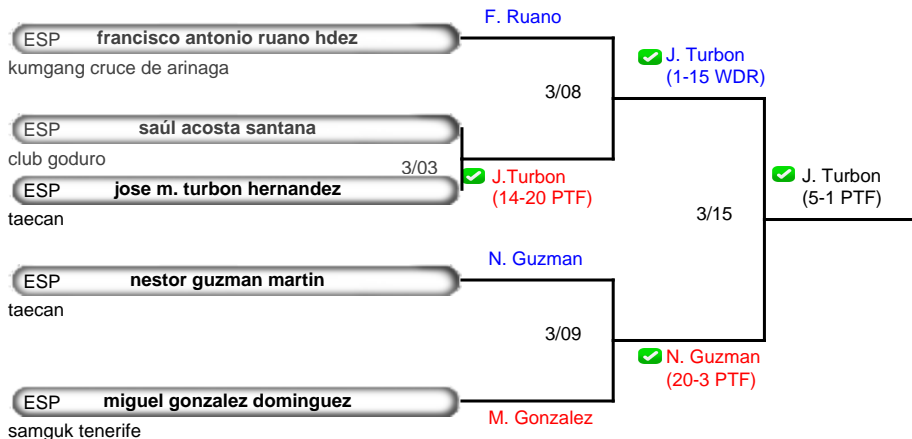 F. Ruano
ESP francisco antonio ruano hdez
kumgang cruce de arinaga
J. Turbon
(1-15 WDR)
3/08
ESP saúl acosta santana
club goduro
3/03
J.Turbon
(14-20 PTF)
ESP jose m. turbon hernandez
taecan
J. Turbon
(5-1 PTF)
3/15
N. Guzman
ESP nestor guzman martin
taecan
3/09
N. Guzman
(20-3 PTF)
ESP miguel gonzalez dominguez
M. Gonzalez
samguk tenerife